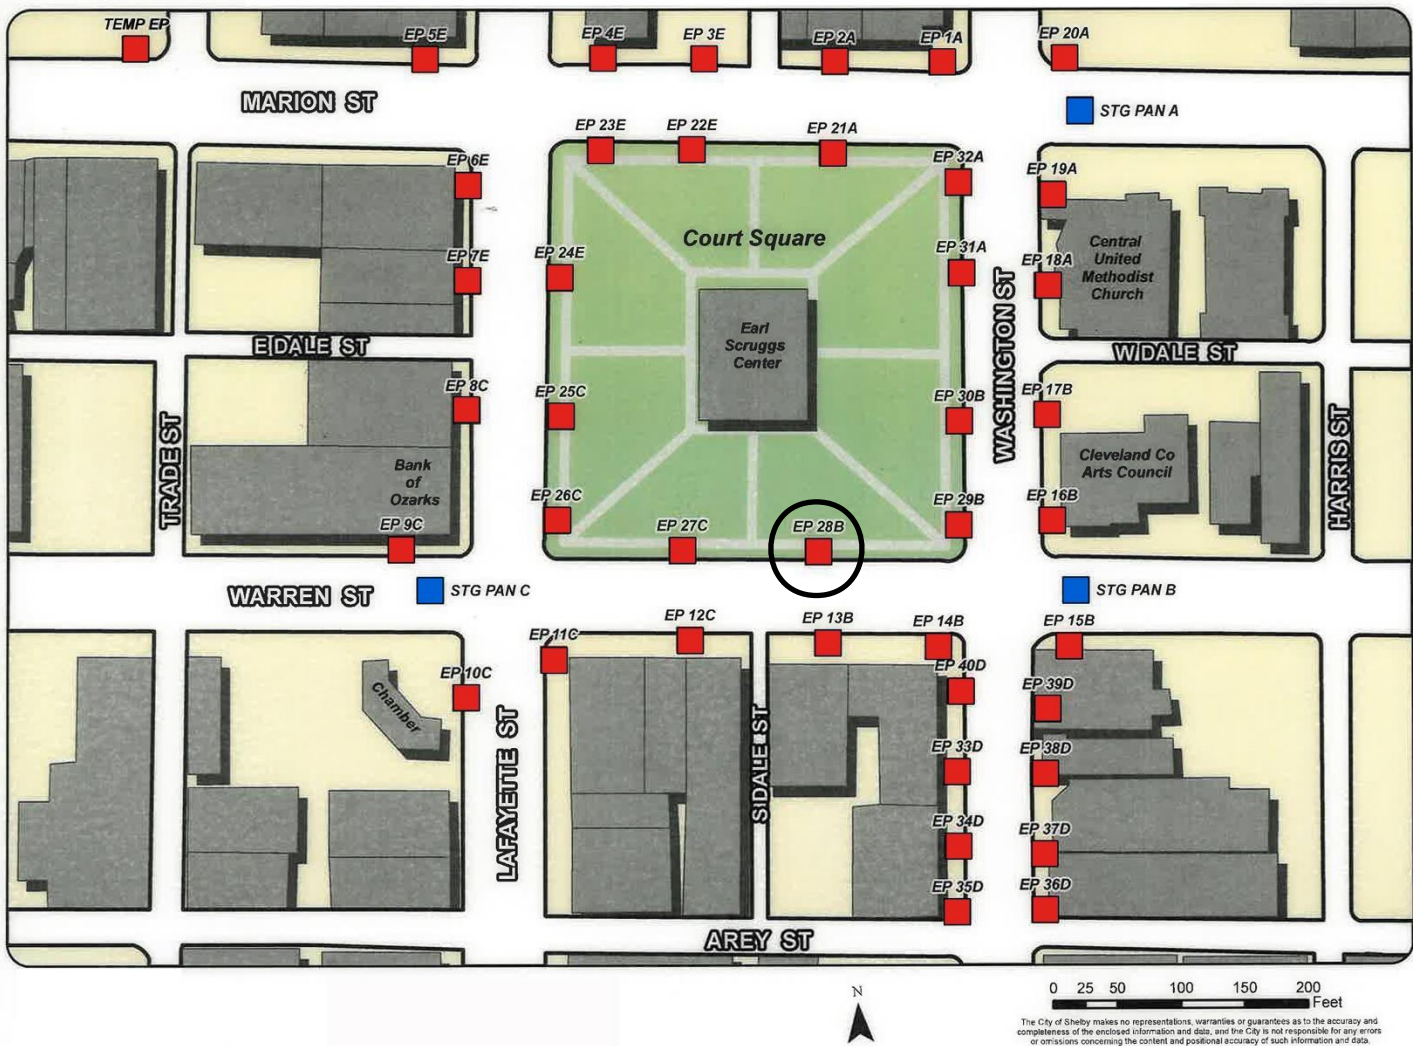 TEMP EP
EP 5E
EP 4E
EP 3E
EP 2A
EP 1A
EP 20A
MARION ST
STG PAN A
EP 23E
EP 22E
EP 21A
EP 32A
EP 6E
EP 19A
Court Square
Central
United
Methodist
Church
EP 7E
EP 24E
EP 31A
EP 18A
WASHINGTON ST
Earl
Scruggs
Center
E DALE ST
W DALE ST
EP 8C
EP 25C
EP 30B
EP 17B
TRADE ST
HARRIS ST
Bank
of
Ozarks
Cleveland Co
Arts Council
EP 26C
EP 29B
EP 16B
EP 9C
EP 27C
EP 28B
WARREN ST
STG PAN C
STG PAN B
EP 11C
EP 12C
EP 13B
EP 14B
EP 15B
EP 10C
Chamber
EP 40D
EP 39D
LAFAYETTE ST
S DALE ST
EP 33D
EP 38D
EP 34D
EP 37D
EP 35D
EP 36D
AREY ST
N
0 25 50 100 150 200
Feet
The City of Shelby makes no representations, warranties or guarantees as to the accuracy and
completeness of the enclosed information and data, and the City is not responsible for any errors
or omissions concerning the content and positional accuracy of such information and data.